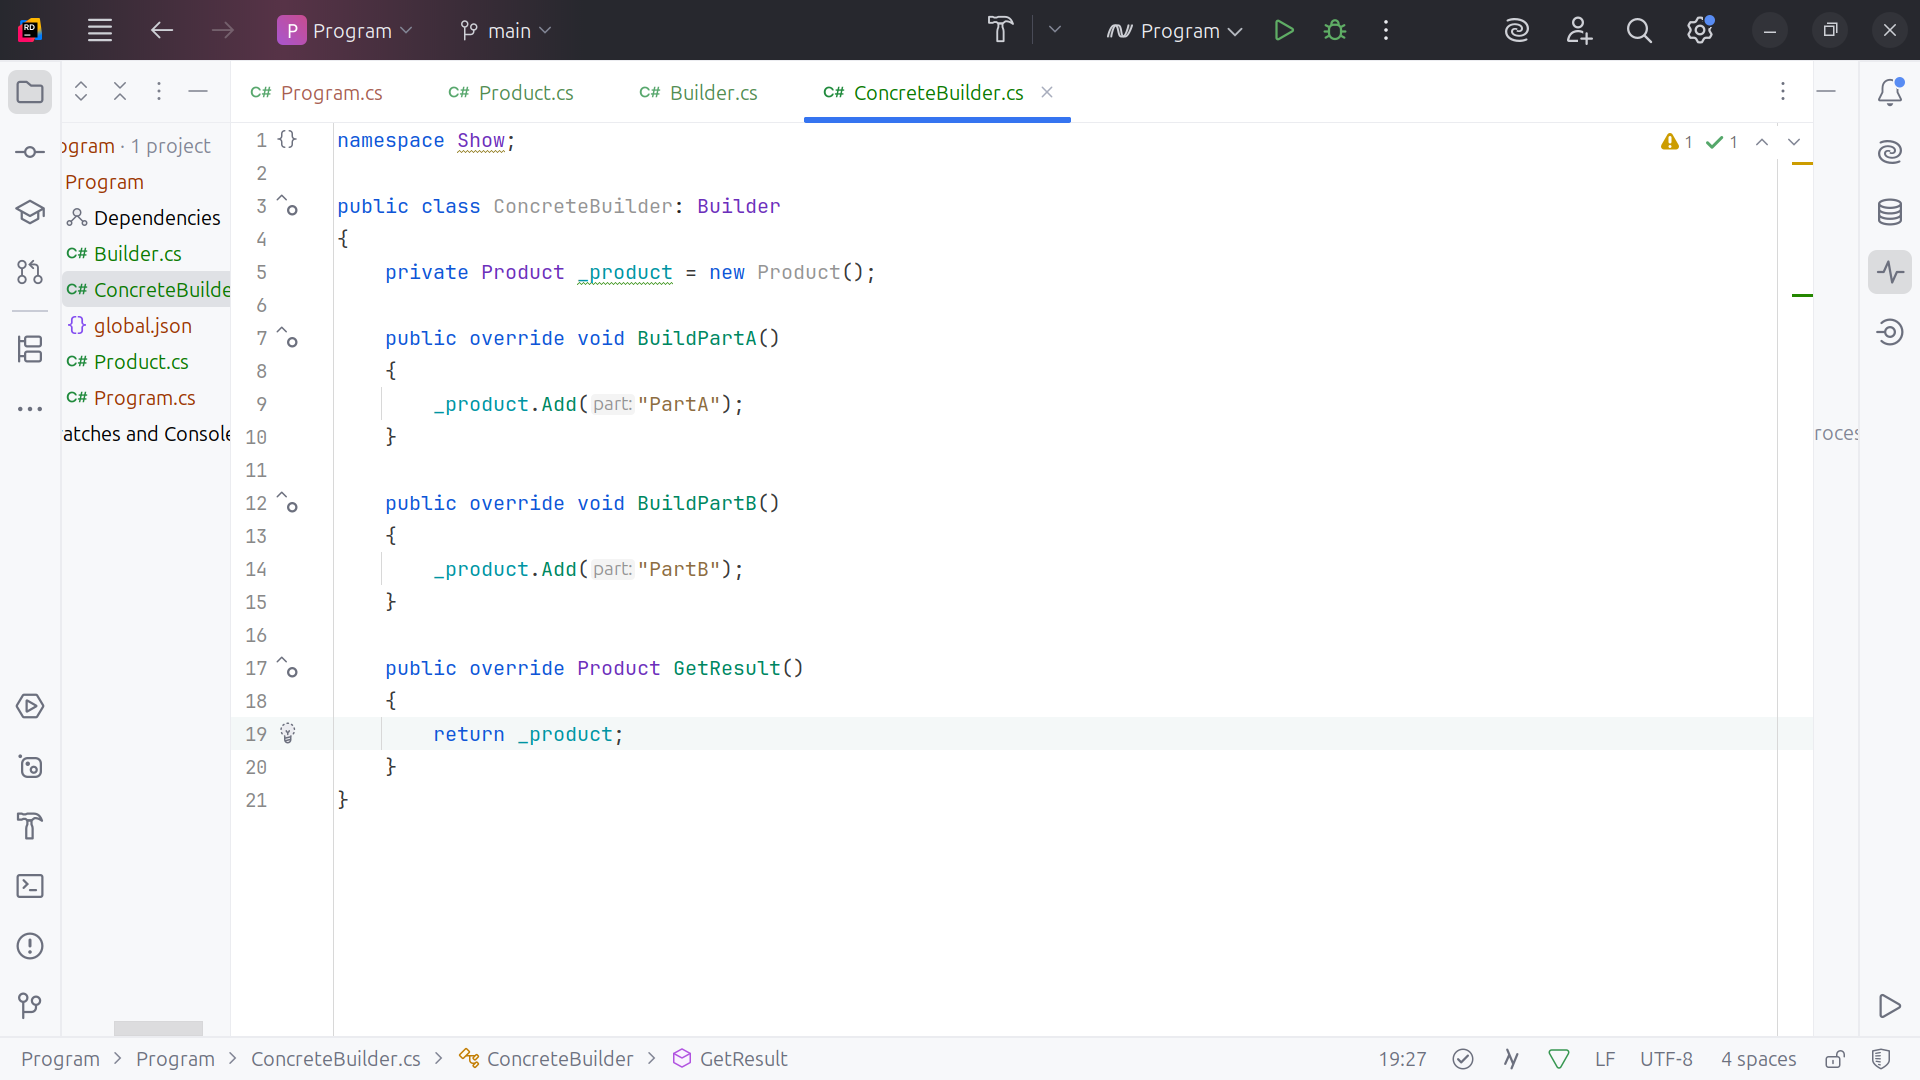 P Program main Program
C# Program.cs C# Product.cs C# Builder.cs C# ConcreteBuilder.cs
ogram · 1 project
Program
Dependencies
C# Builder.cs
C# ConcreteBuilde
{} global.json
C# Product.cs
C# Program.cs
atches and Console
1 {} namespace Show;
2
3 public class ConcreteBuilder: Builder
4 {
5 private Product _product = new Product();
6
7 public override void BuildPartA()
8 {
9 _product.Add( part: "PartA");
10 }
11
12 public override void BuildPartB()
13 {
14 _product.Add( part: "PartB");
15 }
16
17 public override Product GetResult()
18 {
19 return _product;
20 }
21 }
1 1
roces
Program > Program > ConcreteBuilder.cs > ConcreteBuilder > GetResult 19:27 LF UTF-8 4 spaces